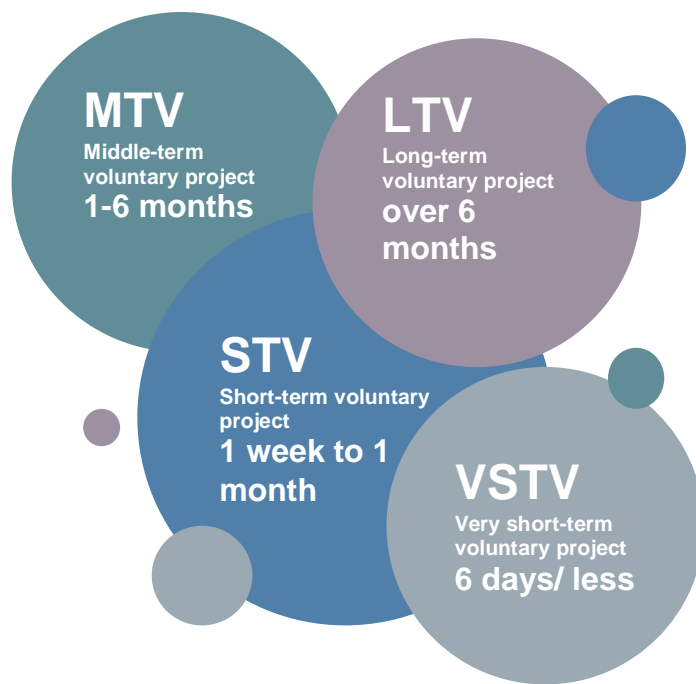 MTV
Middle-term
voluntary project
1-6 months
LTV
Long-term
voluntary project
over 6
months
STV
Short-term voluntary
project
1 week to 1
month
VSTV
Very short-term
voluntary project
6 days/ less